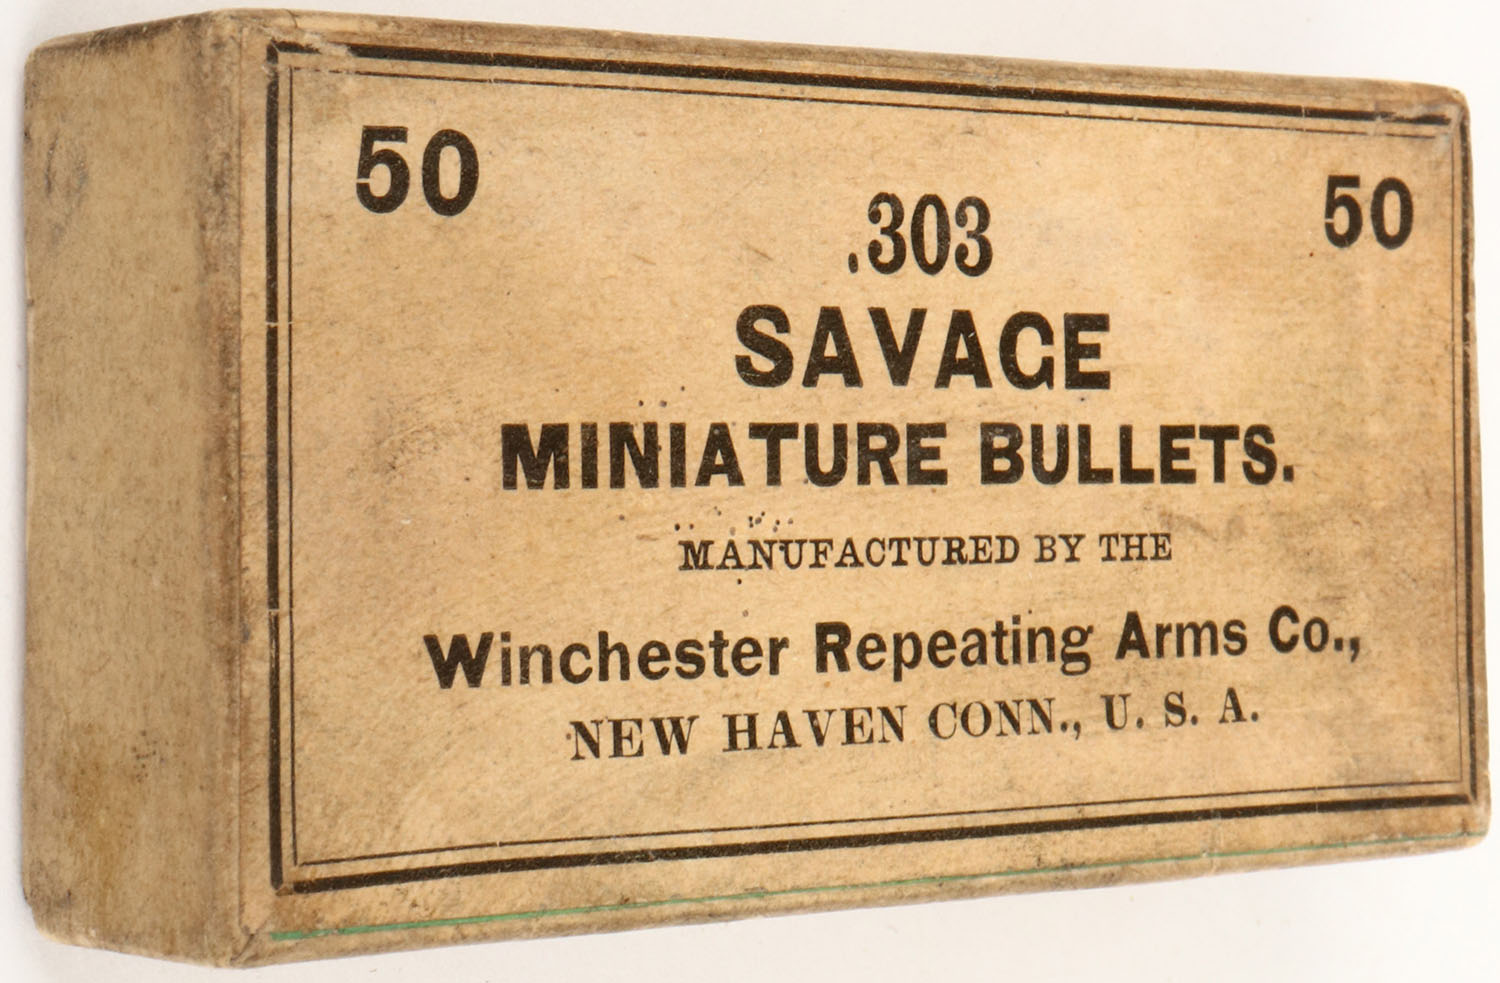 50 50
.303
SAVAGE
MINIATURE BULLETS.
MANUFACTURED BY THE
Winchester Repeating Arms Co.,
NEW HAVEN CONN., U. S. A.